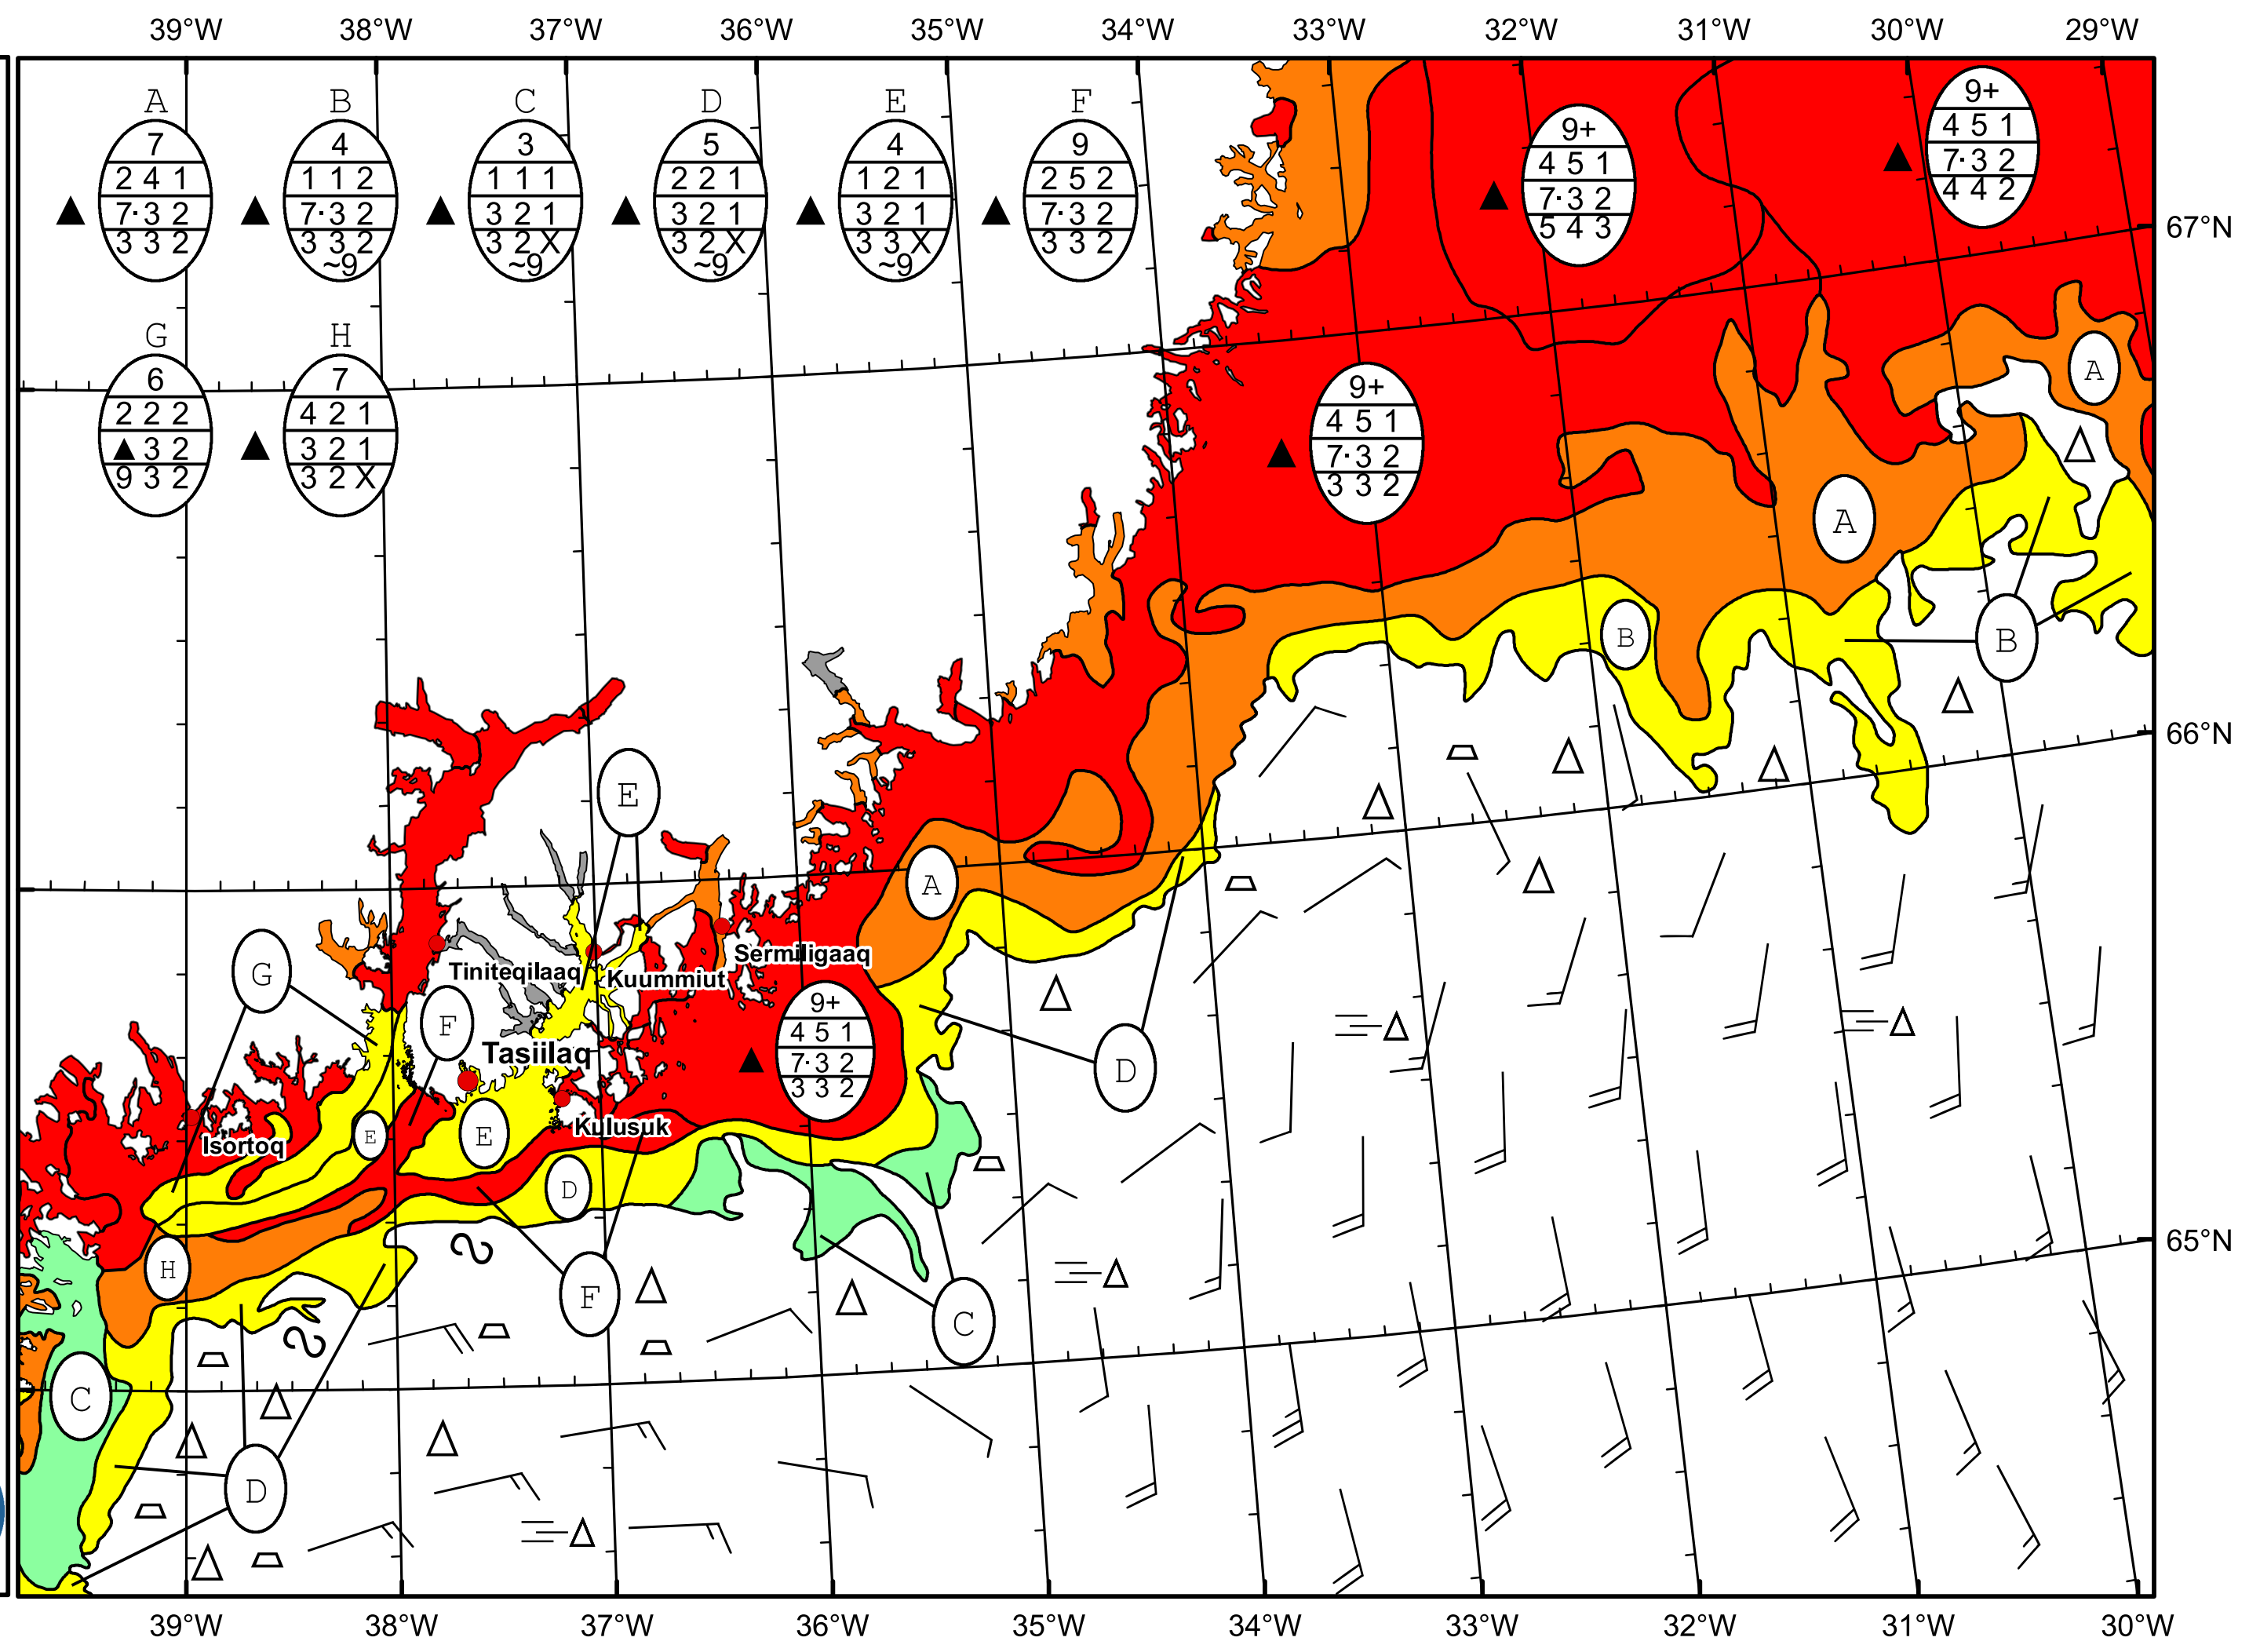 39°W 38°W 37°W 36°W 35°W 34°W 33°W 32°W 31°W 30°W 29°W
A B C D E F
7 4 3 5 4 9
2 4 1 1 1 2 1 1 1 2 2 1 1 2 1 2 5 2
7·3 2 7·3 2 3 2 1 3 2 1 3 2 1 7·3 2
3 3 2 3 3 2 3 2 X 3 2 X 3 3 X 3 3 2
~9 ~9 ~9 ~9
9+
4 5 1
7·3 2
5 4 3
9+
4 5 1
7·3 2
4 4 2
67°N
G H
6 7
2 2 2 4 2 1
▲3 2 3 2 1
9 3 2 3 2 X
9+
4 5 1
7·3 2
3 3 2
A
A
B
B
66°N
E
A
G
Sermiligaaq
Tiniteqilaaq
Kuummiut
F
9+
4 5 1
7·3 2
3 3 2
Tasiilaq
D
Kulusuk
E
E
Isortoq
D
65°N
H
F
C
C
D
39°W 38°W 37°W 36°W 35°W 34°W 33°W 32°W 31°W 30°W